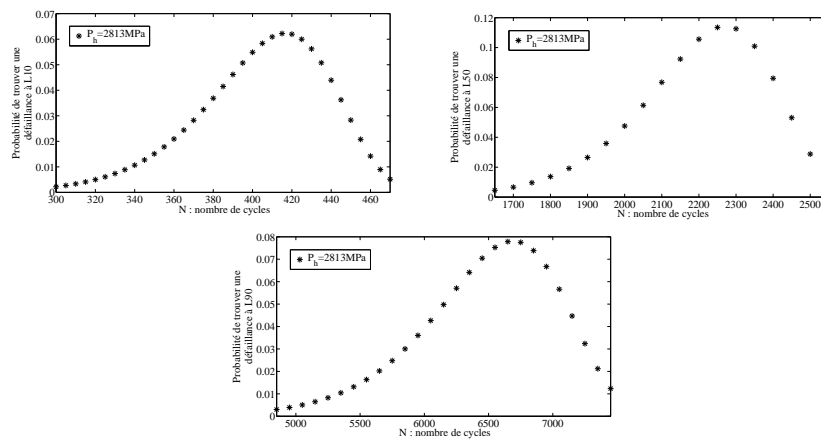 0.07
0.06
0.05
0.04
0.03
0.02
0.01
0
Probabilité de trouver une
défaillance à L10
P_h=2813MPa
300 320 340 360 380 400 420 440 460
N : nombre de cycles
0.12
0.1
0.08
0.06
0.04
0.02
0
Probabilité de trouver une
défaillance à L50
P_h=2813MPa
1700 1800 1900 2000 2100 2200 2300 2400 2500
N : nombre de cycles
0.08
0.07
0.06
0.05
0.04
0.03
0.02
0.01
0
Probabilité de trouver une
défaillance à L90
P_h=2813MPa
5000 5500 6000 6500 7000
N : nombre de cycles